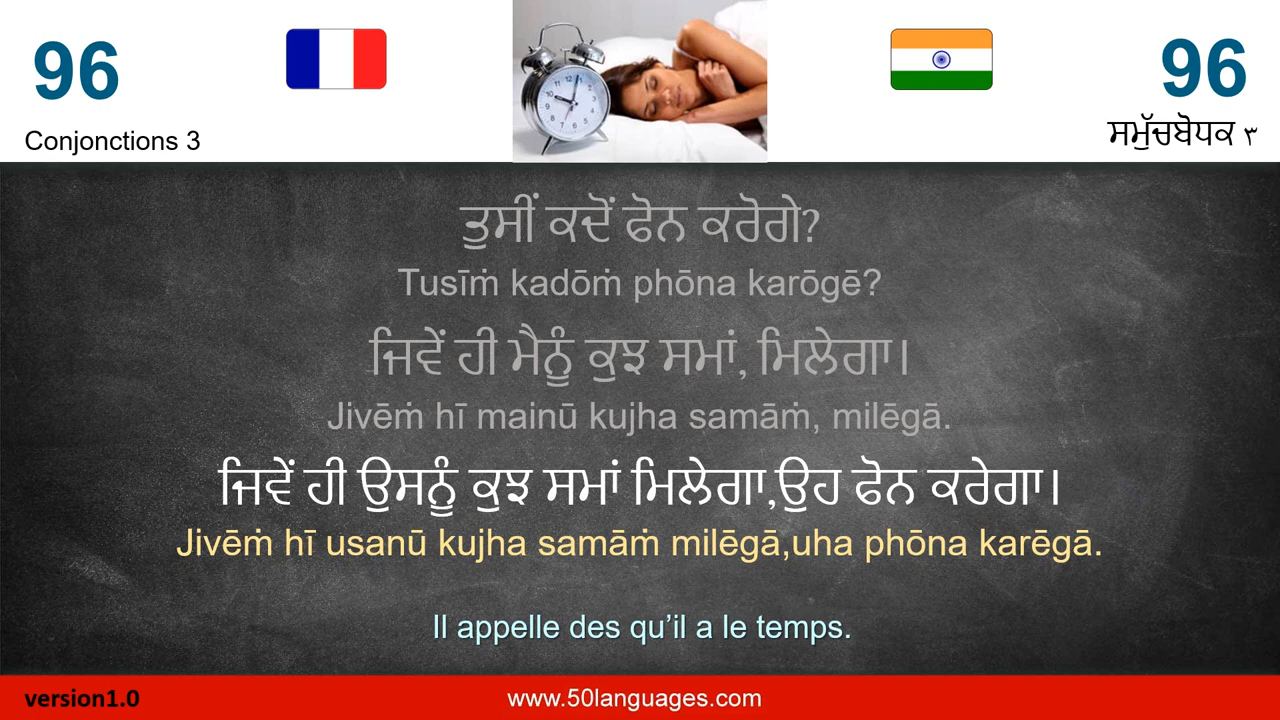 96
96
Conjonctions 3
ਸਮੁੱਚਬੋਧਕ ੩
ਤੁਸੀਂ ਕਦੋਂ ਫੋਨ ਕਰੋਗੇ?
Tusīṁ kadōṁ phōna karōgē?
ਜਿਵੇਂ ਹੀ ਮੈਨੂੰ ਕੁਝ ਸਮਾਂ, ਮਿਲੇਗਾ।
Jivēṁ hī mainū kujha samāṁ, milēgā.
ਜਿਵੇਂ ਹੀ ਉਸਨੂੰ ਕੁਝ ਸਮਾਂ ਮਿਲੇਗਾ,ਉਹ ਫੋਨ ਕਰੇਗਾ।
Jivēṁ hī usanū kujha samāṁ milēgā,uha phōna karēgā.
Il appelle des qu’il a le temps.
version1.0
www.50languages.com